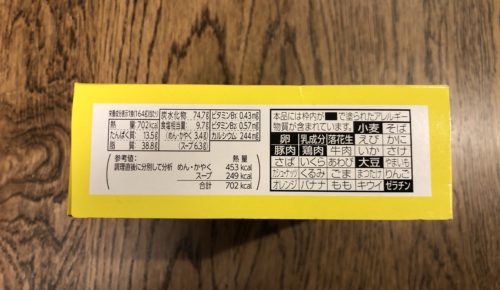 栄養成分表示1食(164g)当たり
熱量 702kcal
たんぱく質 13.5g
脂質 38.8g
炭水化物 74.7g
食塩相当量 9.7g
(めん・かやく 3.4g)
(スープ 6.3g)
ビタミンB₁ 0.43mg
ビタミンB₂ 0.57mg
カルシウム 244mg
(参考値:
調理直後に分別して分析
熱量
めん・かやく 453 kcal
スープ 249 kcal
合計 702 kcal
本品には枠内が■で塗られたアレルギー
物質が含まれています。 小麦 そば
卵 乳成分 落花生 えび かに
豚肉 鶏肉 牛肉 いか さけ
さば いくら あわび 大豆 やまいも
カシューナッツ くるみ ごま まつたけ りんご
オレンジ バナナ もも キウイ ゼラチン